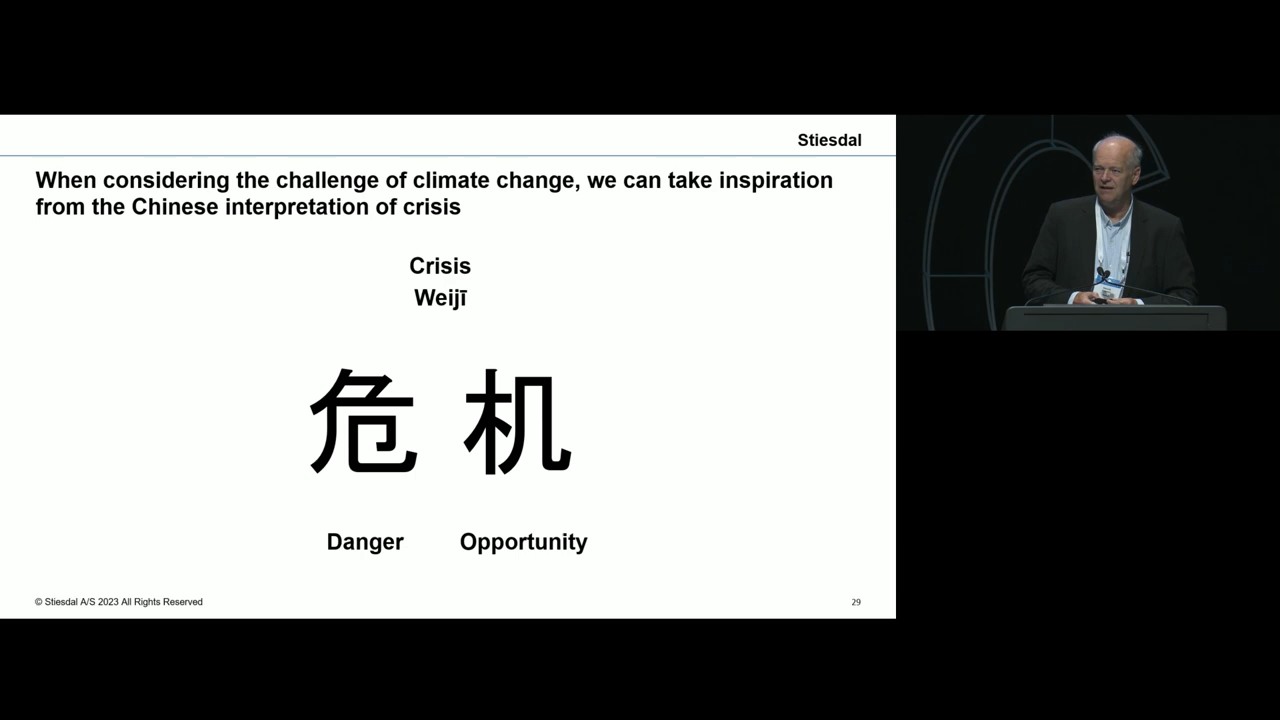 Stiesdal
When considering the challenge of climate change, we can take inspiration
from the Chinese interpretation of crisis
Crisis
Weijī
危 机
Danger Opportunity
© Stiesdal A/S 2023 All Rights Reserved
29